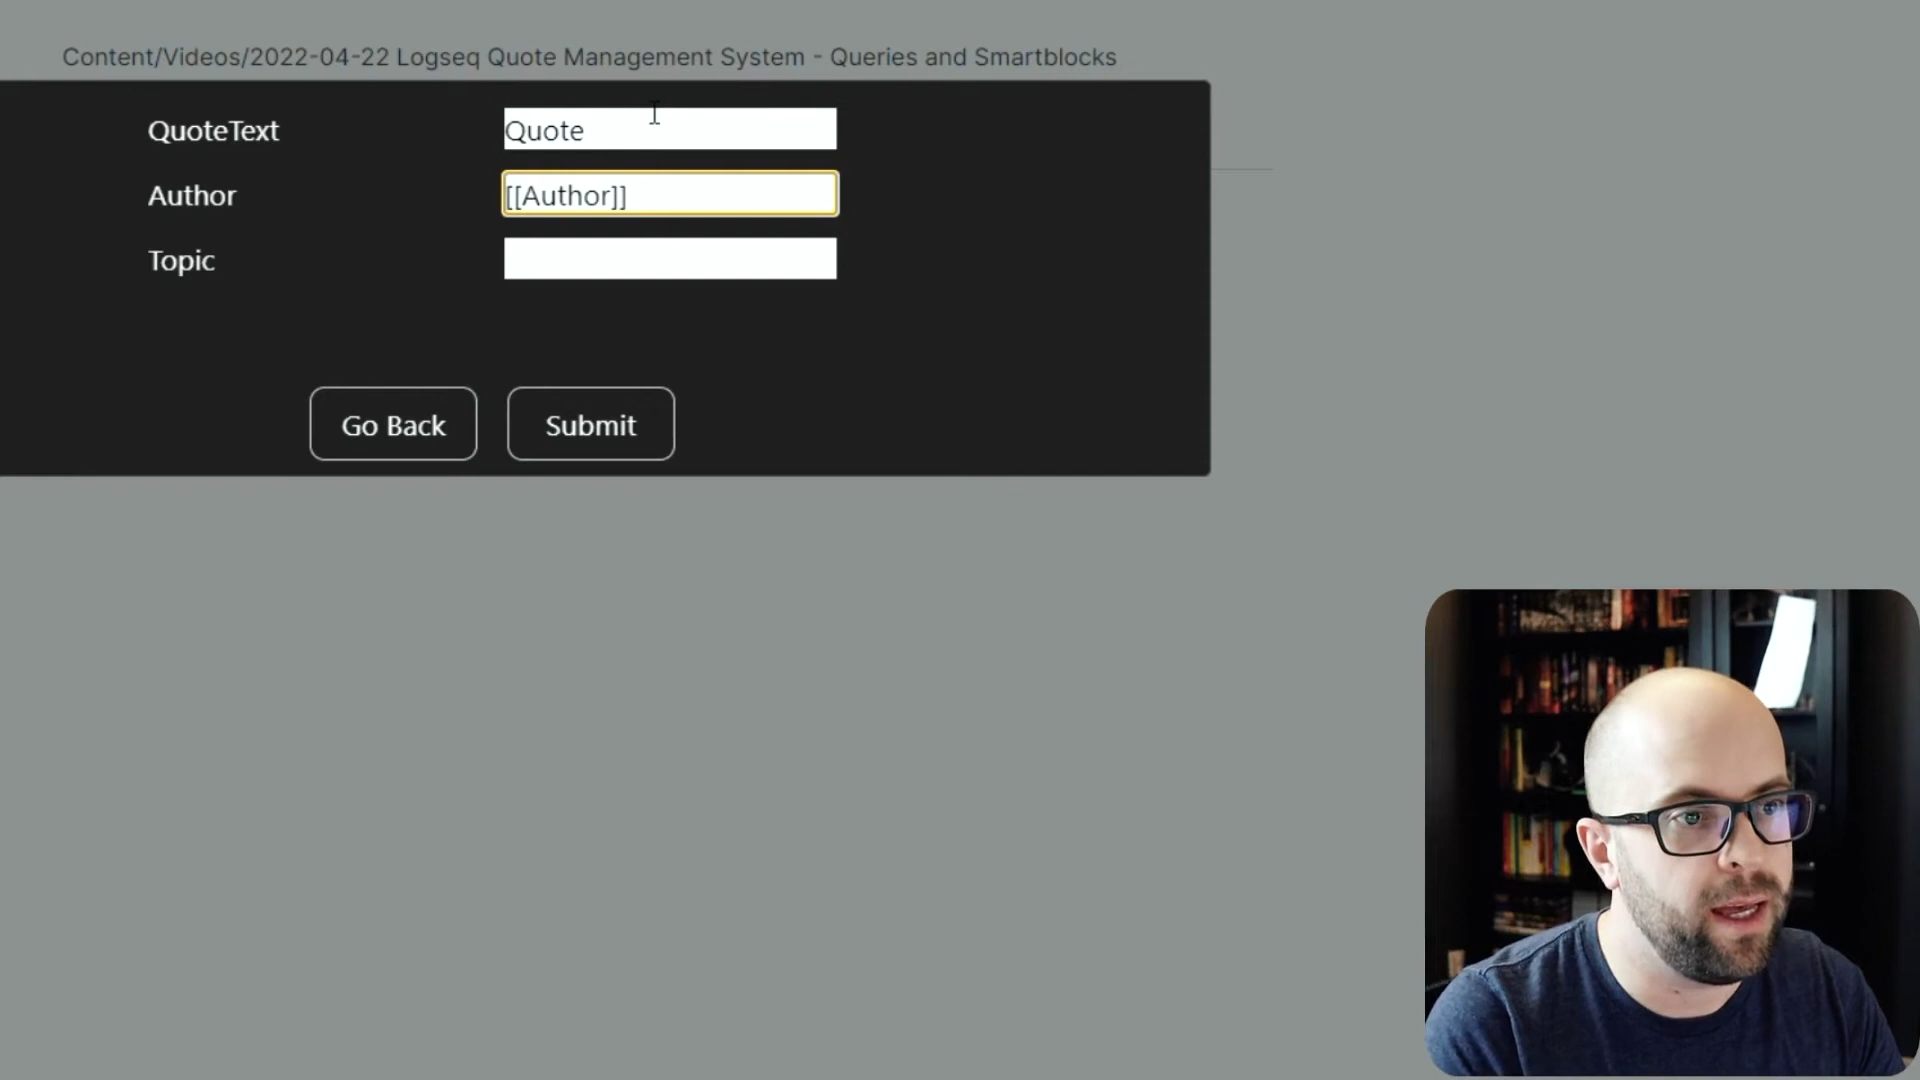 Content/Videos/2022-04-22 Logseq Quote Management System - Queries and Smartblocks
QuoteText Quote
Author [[Author]]
Topic
Go Back Submit